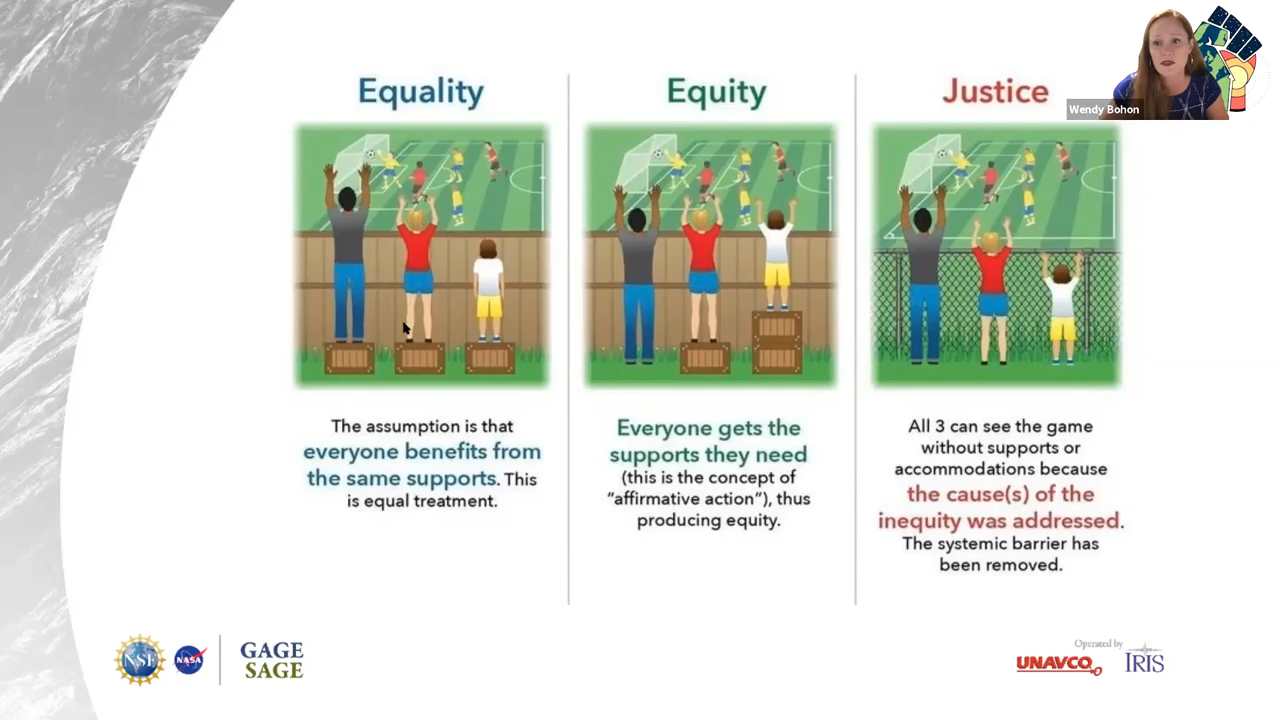 Equality
Equity
Justice
Wendy Bohon
The assumption is that
everyone benefits from
the same supports. This
is equal treatment.
Everyone gets the
supports they need
(this is the concept of
“affirmative action”), thus
producing equity.
All 3 can see the game
without supports or
accommodations because
the cause(s) of the
inequity was addressed.
The systemic barrier has
been removed.
NSF
NASA
GAGE
SAGE
Operated by
UNAVCO
IRIS